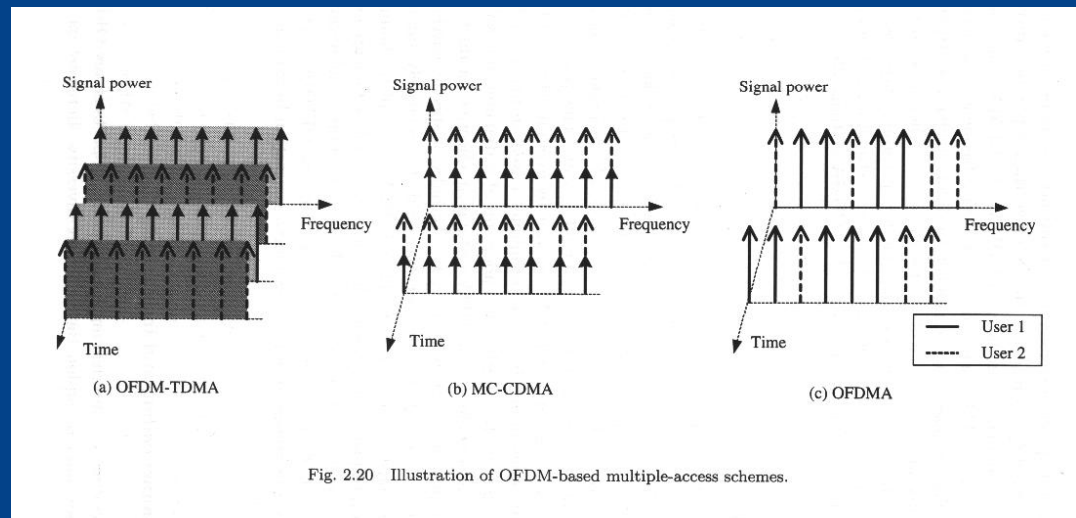 Signal power
Signal power
Signal power
Frequency
Frequency
Frequency
Time
Time
Time
User 1
User 2
(a) OFDM-TDMA
(b) MC-CDMA
(c) OFDMA
Fig. 2.20 Illustration of OFDM-based multiple-access schemes.